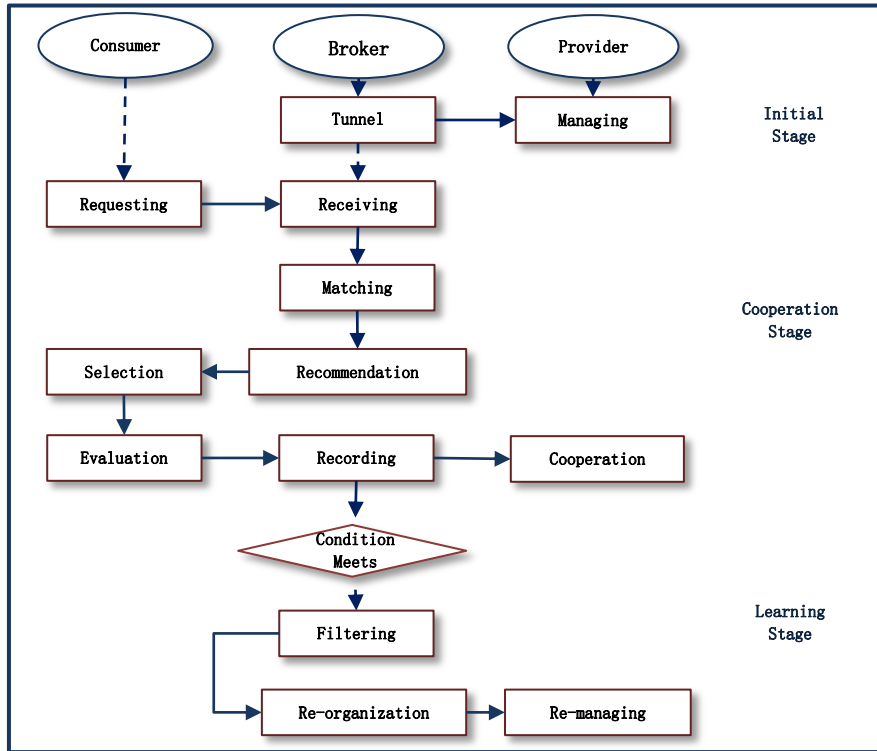 Consumer
Broker
Provider
Tunnel
Managing
Initial
Stage
Requesting
Receiving
Matching
Cooperation
Stage
Selection
Recommendation
Evaluation
Recording
Cooperation
Condition
Meets
Filtering
Learning
Stage
Re-organization
Re-managing